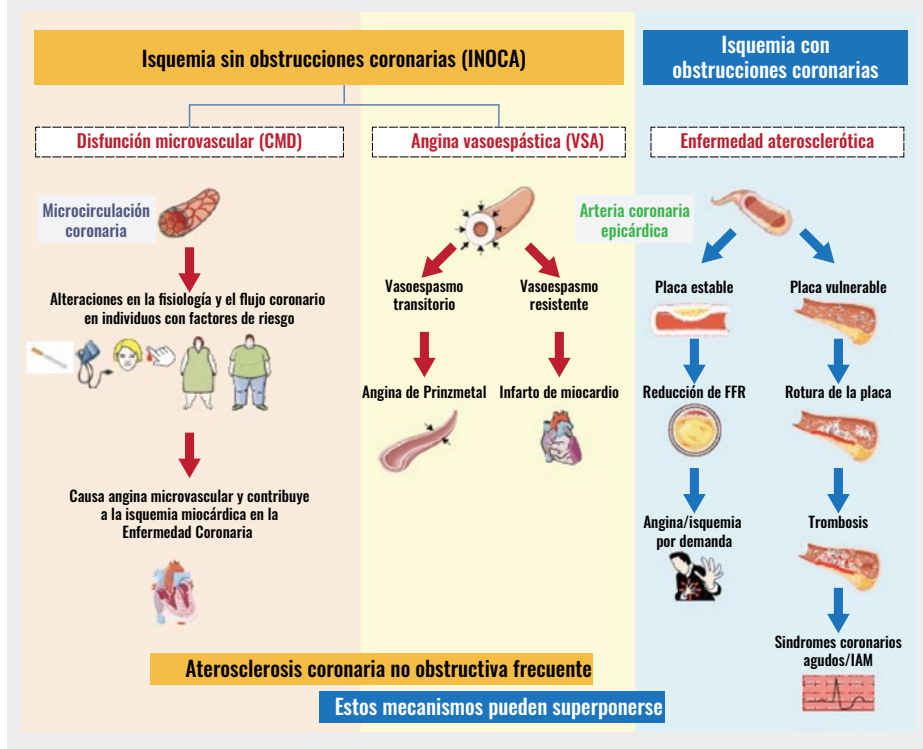 Isquemia sin obstrucciones coronarias (INOCA)
Isquemia con
obstrucciones coronarias
Disfunción microvascular (CMD)
Angina vasoespástica (VSA)
Enfermedad aterosclerótica
Microcirculación
coronaria
Arteria coronaria
epicárdica
Alteraciones en la fisiología y el flujo coronario
en individuos con factores de riesgo
Causa angina microvascular y contribuye
a la isquemia miocárdica en la
Enfermedad Coronaria
Vasoespasmo
transitorio
Vasoespasmo
resistente
Angina de Prinzmetal
Infarto de miocardio
Placa estable
Placa vulnerable
Reducción de FFR
Rotura de la placa
Angina/isquemia
por demanda
Trombosis
Sindromes coronarios
agudos/IAM
Aterosclerosis coronaria no obstructiva frecuente
Estos mecanismos pueden superponerse